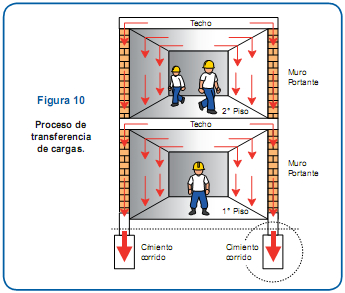 Techo
Muro
Portante
Figura 10
2° Piso
Proceso de
transferencia
de cargas.
Techo
Muro
Portante
1° Piso
Cimiento
corrido
Cimiento
corrido